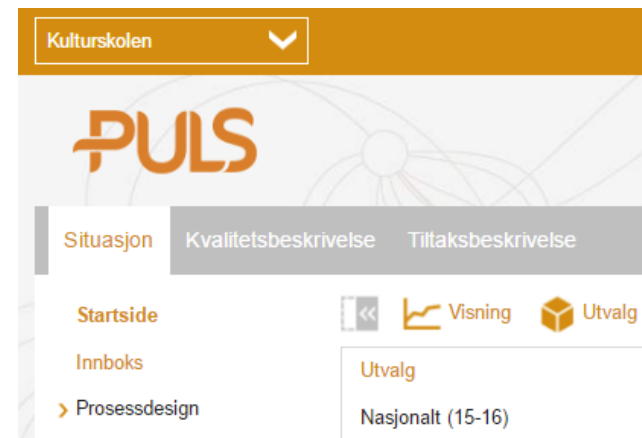 Kulturskolen
PULS
Situasjon Kvalitetsbeskrivelse Tiltaksbeskrivelse
Startside
Innboks
Prosessdesign
Visning Utvalg
Utvalg
Nasjonalt (15-16)